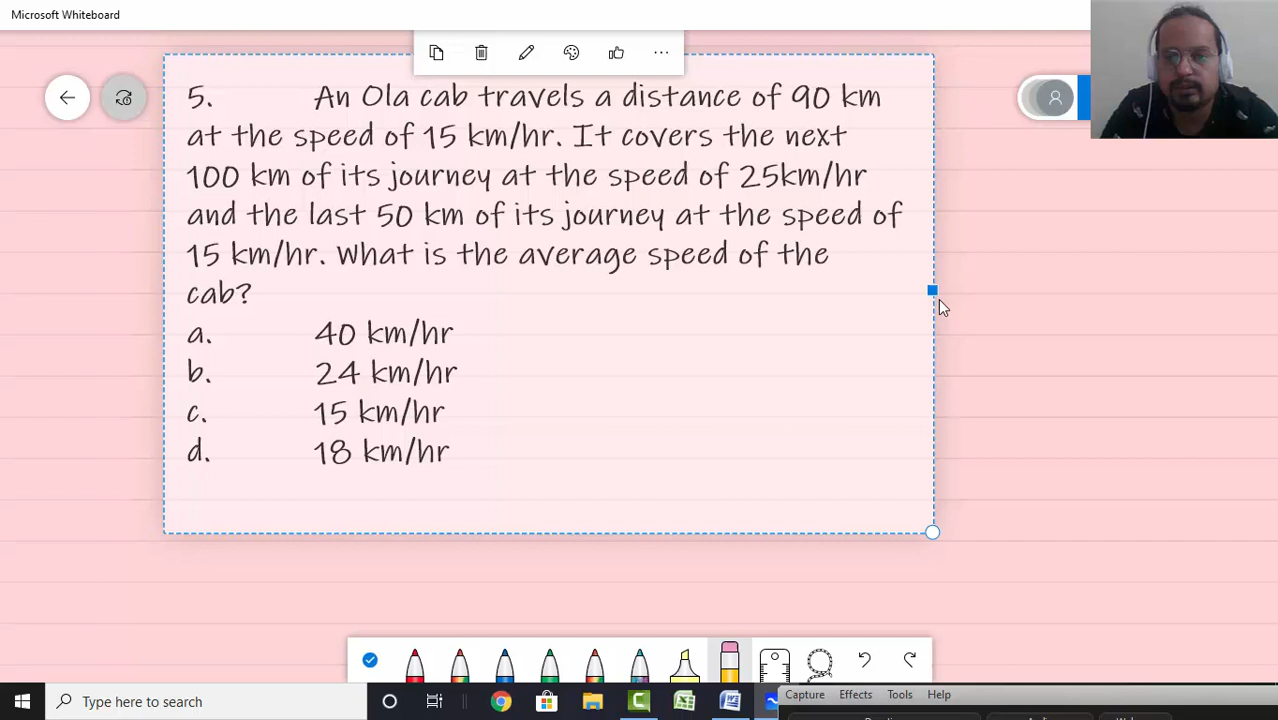 Microsoft Whiteboard
5. An Ola cab travels a distance of 90 km
at the speed of 15 km/hr. It covers the next
100 km of its journey at the speed of 25km/hr
and the last 50 km of its journey at the speed of
15 km/hr. What is the average speed of the
cab?
a. 40 km/hr
b. 24 km/hr
c. 15 km/hr
d. 18 km/hr
Type here to search
Capture Effects Tools Help